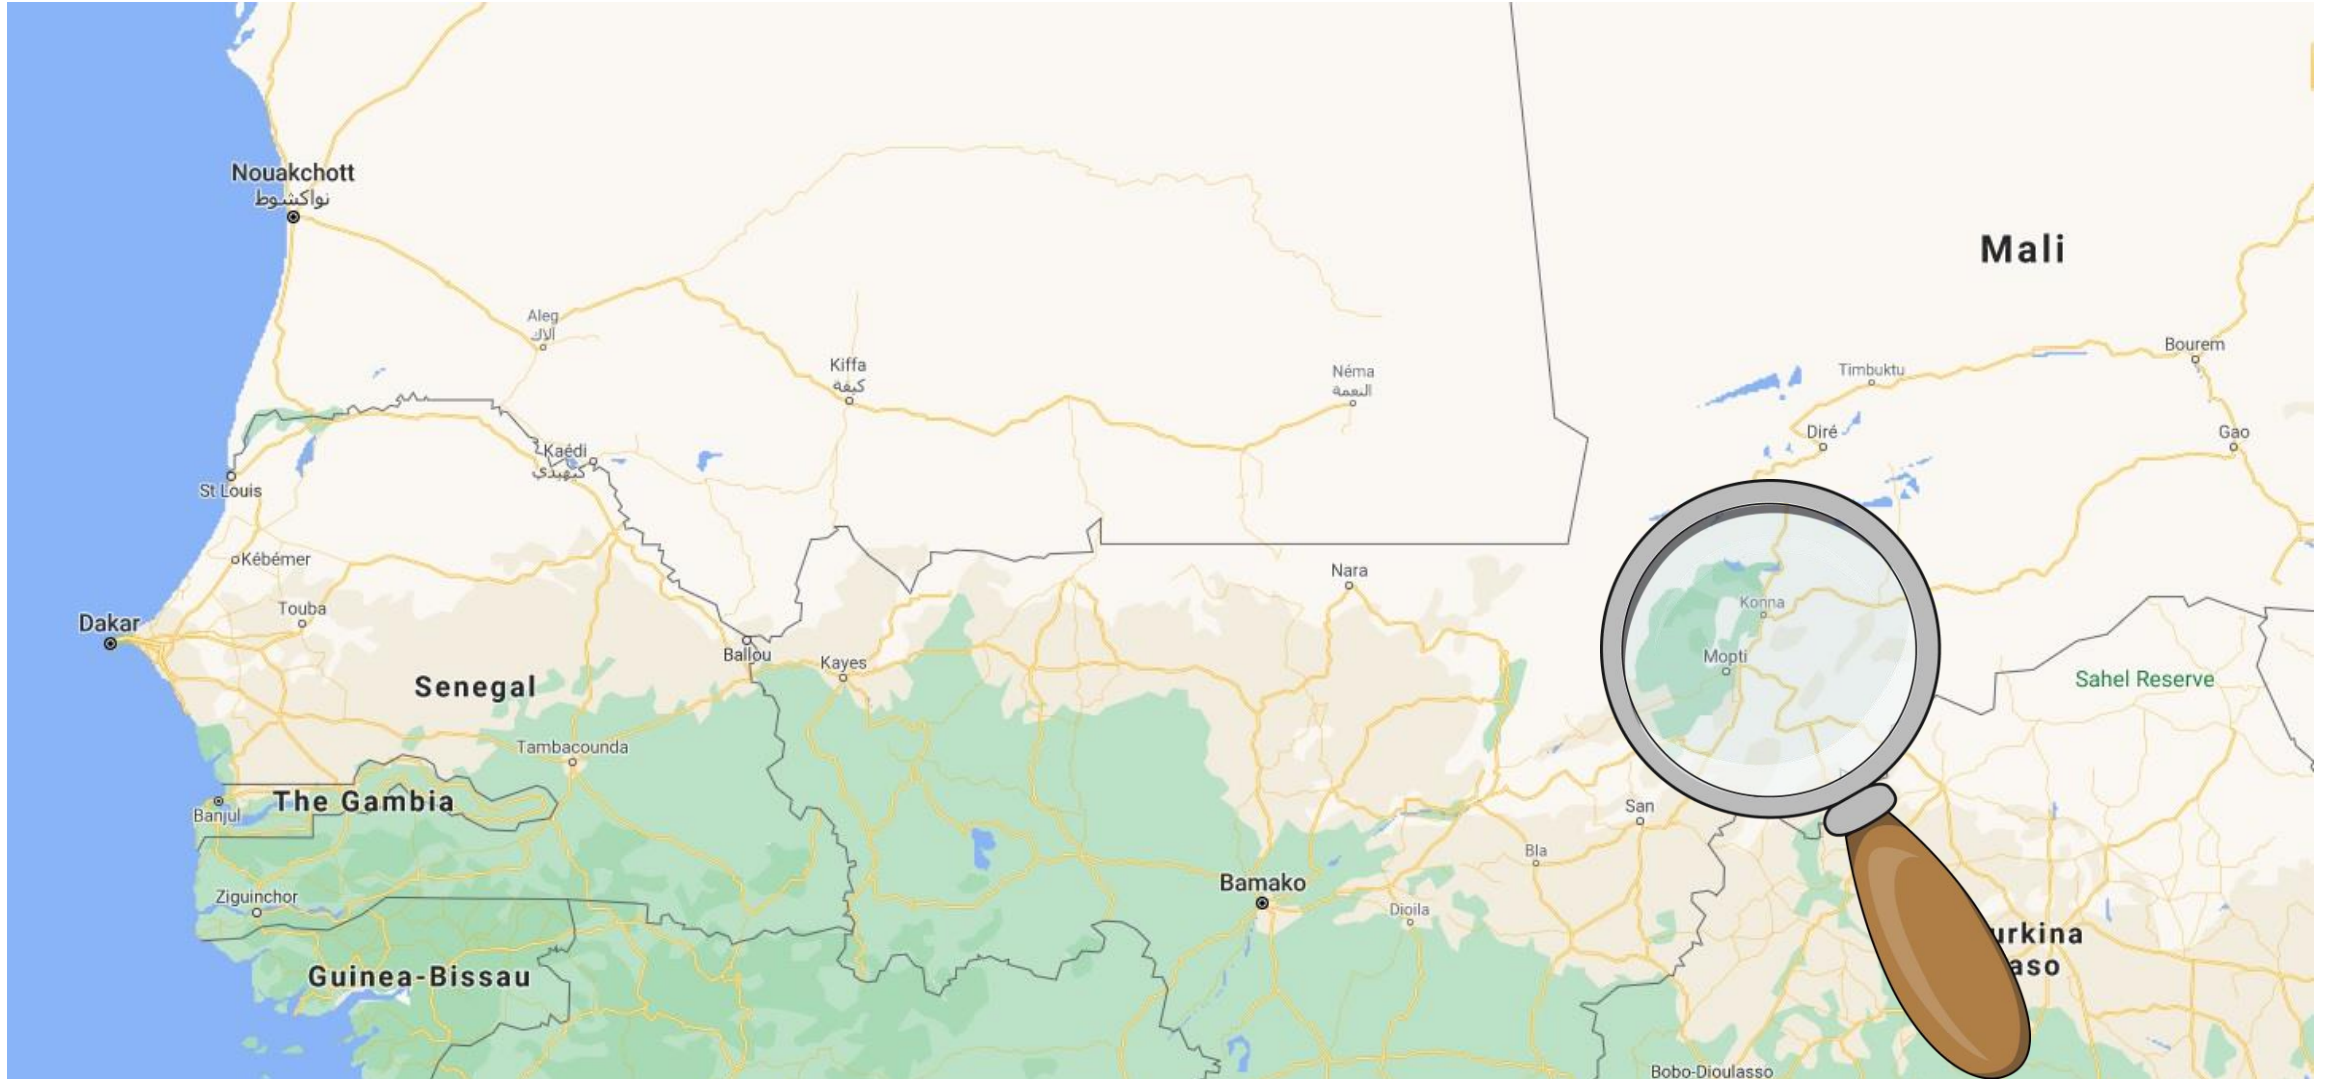 Nouakchott
نواكشوط
Mali
Aleg
ألاك
Bourem
Timbuktu
Kiffa
كيفة
Néma
النعمة
Diré
Gao
Kaédi
كيهيدي
St Louis
Kébémer
Nara
Touba
Konna
Dakar
Ballou
Kayes
Mopti
Senegal
Sahel Reserve
Tambacounda
The Gambia
Banjul
San
Bla
Bamako
Ziguinchor
Dioila
urkina
aso
Guinea-Bissau
Bobo-Dioulasso